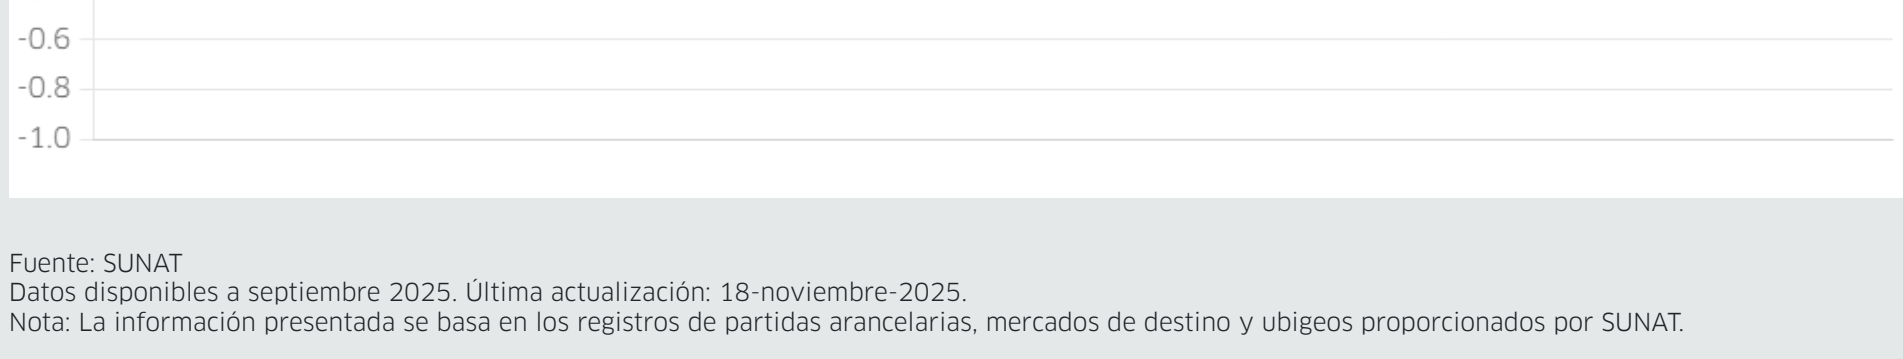 -0.6
-0.8
-1.0
Fuente: SUNAT
Datos disponibles a septiembre 2025. Última actualización: 18-noviembre-2025.
Nota: La información presentada se basa en los registros de partidas arancelarias, mercados de destino y ubigeos proporcionados por SUNAT.